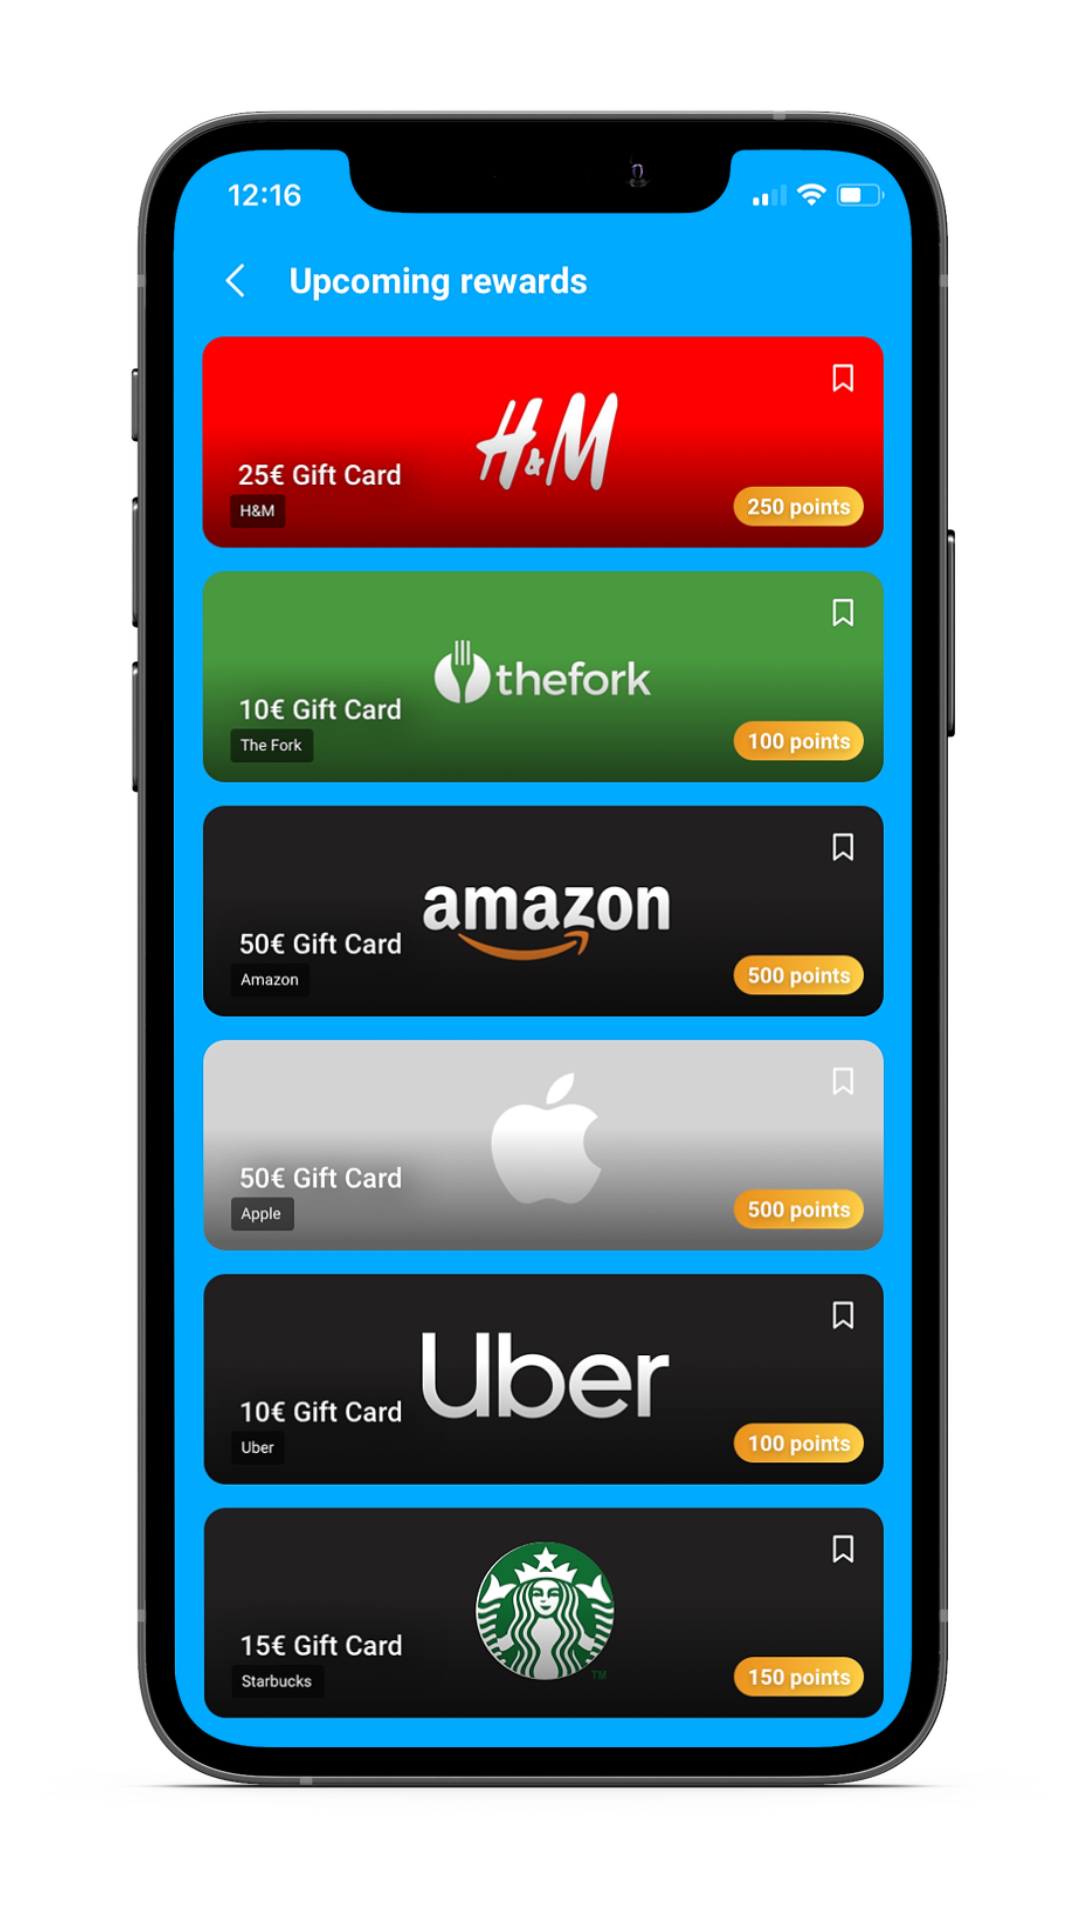 12:16
Upcoming rewards
H&M
25€ Gift Card
H&M
250 points
thefork
10€ Gift Card
The Fork
100 points
amazon
50€ Gift Card
Amazon
500 points
50€ Gift Card
Apple
500 points
Uber
10€ Gift Card
Uber
100 points
15€ Gift Card
TM
Starbucks
150 points